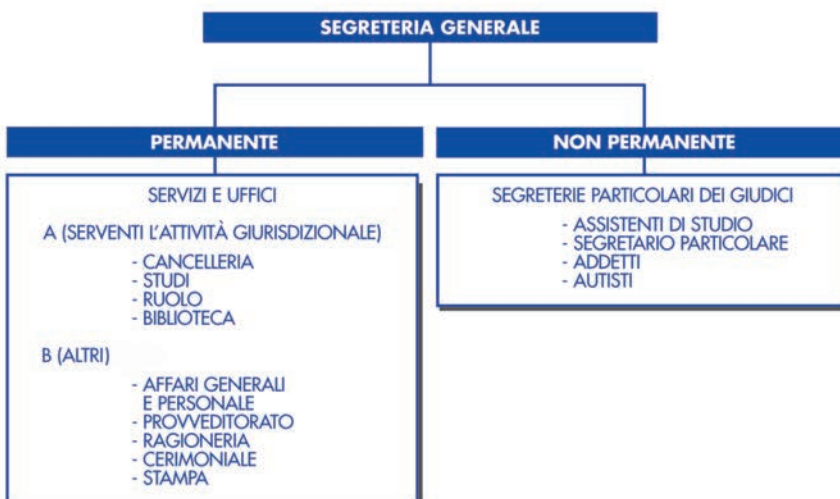 SEGRETERIA GENERALE
PERMANENTE
SERVIZI E UFFICI
A (SERVENTI L'ATTIVITÀ GIURISDIZIONALE)
- CANCELLERIA
- STUDI
- RUOLO
- BIBLIOTECA
B (ALTRI)
- AFFARI GENERALI
E PERSONALE
- PROVVEDITORATO
- RAGIONERIA
- CERIMONIALE
- STAMPA
NON PERMANENTE
SEGRETERIE PARTICOLARI DEI GIUDICI
- ASSISTENTI DI STUDIO
- SEGRETARIO PARTICOLARE
- ADDETTI
- AUTISTI